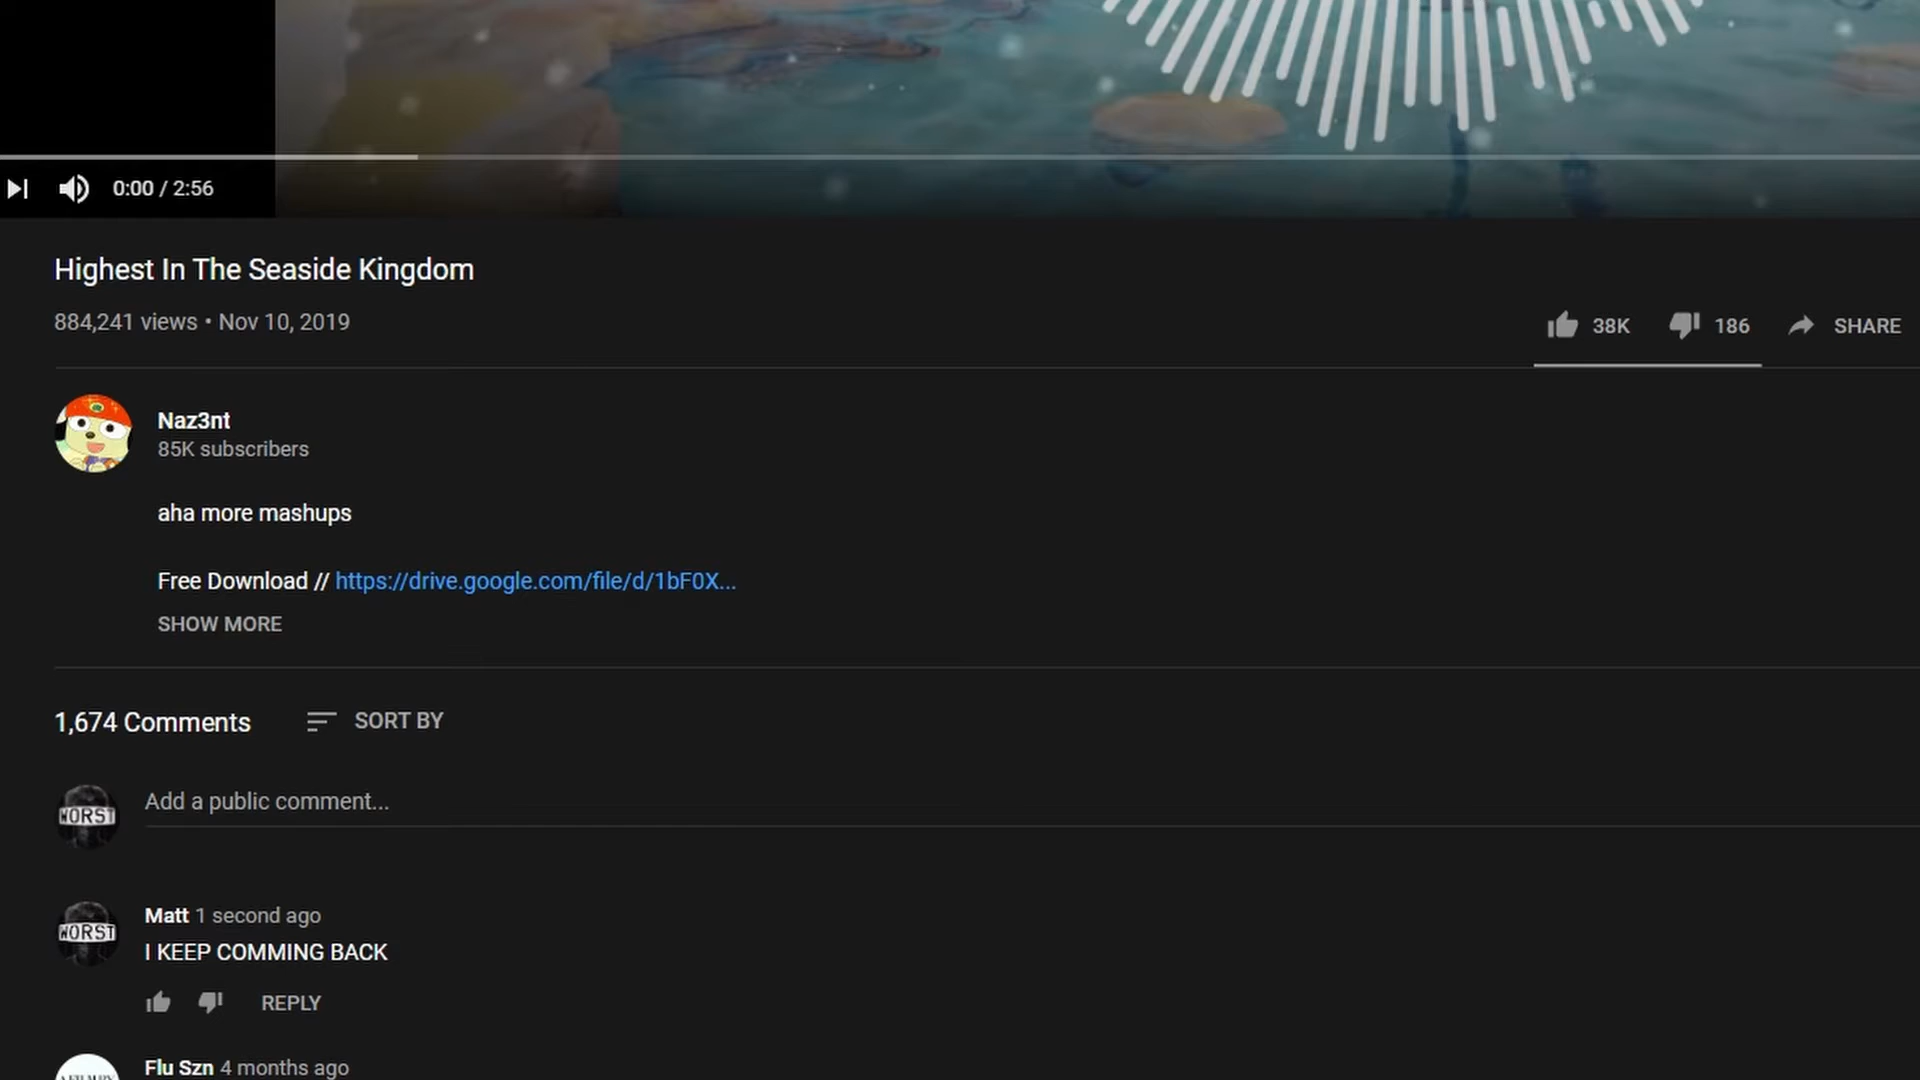 0:00 / 2:56
Highest In The Seaside Kingdom
884,241 views • Nov 10, 2019
38K
186
SHARE
Naz3nt
85K subscribers
aha more mashups
Free Download // https://drive.google.com/file/d/1bF0X...
SHOW MORE
1,674 Comments
SORT BY
WORST
Add a public comment...
WORST
Matt 1 second ago
I KEEP COMMING BACK
REPLY
Flu Szn 4 months ago